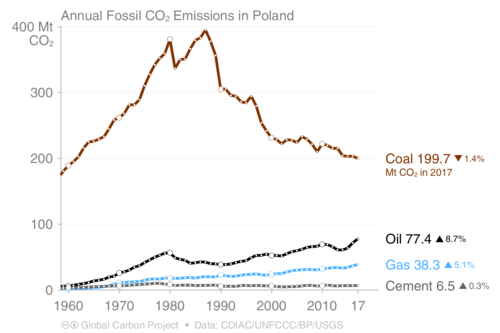 Annual Fossil CO₂ Emissions in Poland
400 Mt
CO₂
300
200
100
0
Coal 199.7 ▼1.4%
Mt CO₂ in 2017
Oil 77.4 ▲8.7%
Gas 38.3 ▲5.1%
Cement 6.5 ▲0.3%
1960 1970 1980 1990 2000 2010 17
Global Carbon Project • Data: CDIAC/UNFCCC/BP/USGS